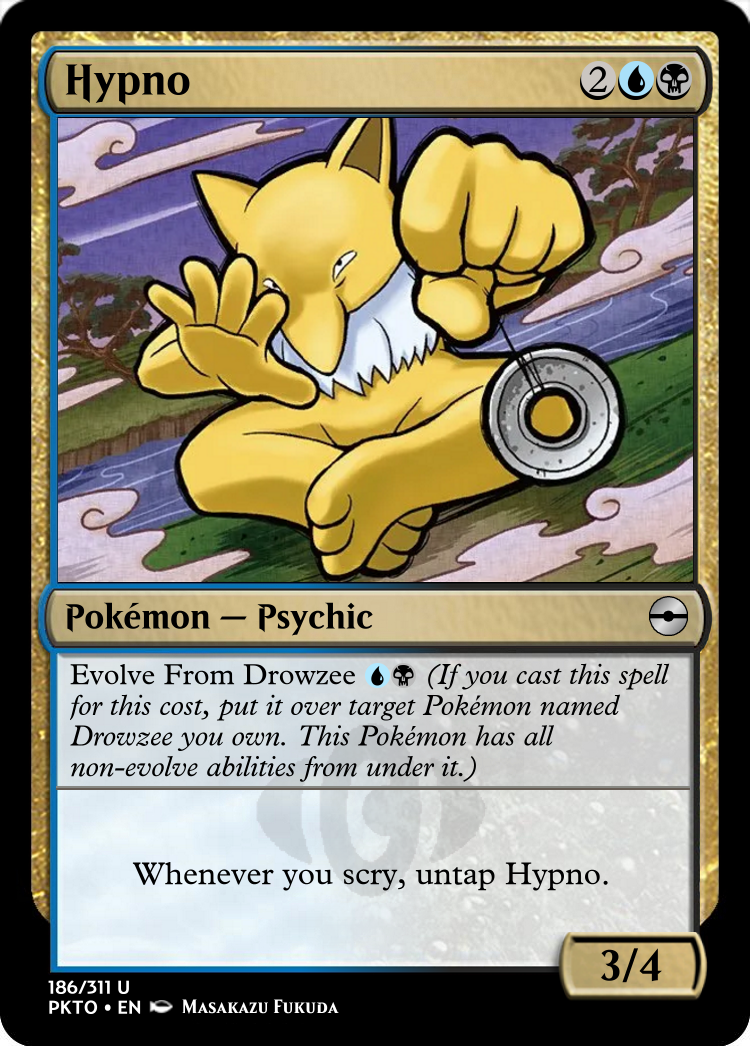 Hypno 2
Pokémon — Psychic
Evolve From Drowzee (If you cast this spell
for this cost, put it over target Pokémon named
Drowzee you own. This Pokémon has all
non-evolve abilities from under it.)
Whenever you scry, untap Hypno.
3/4
186/311 U
PKTO • EN Masakazu Fukuda